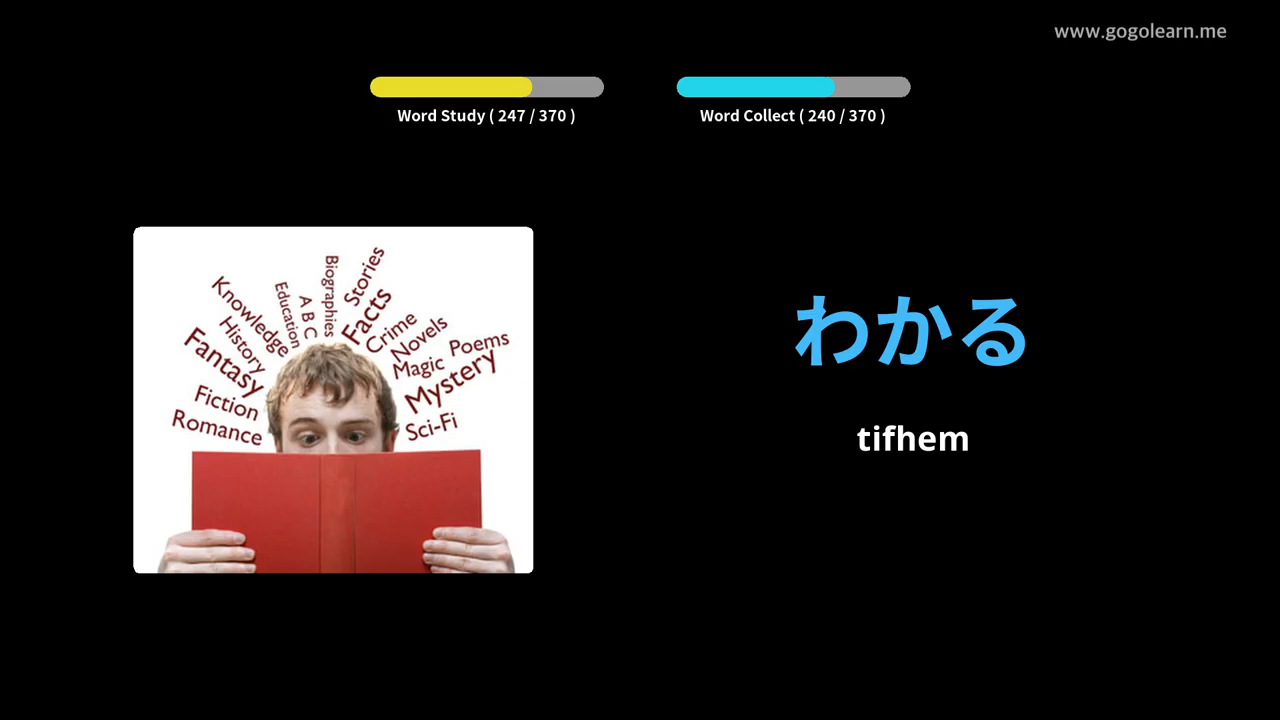 www.gogolearn.me
Word Study ( 247 / 370 )
Word Collect ( 240 / 370 )
Knowledge
Education
A B C
Biographies
Stories
Facts
History
Crime
Novels
Fantasy
Magic
Poems
Mystery
Fiction
Romance
Sci-Fi
わかる
tifhem